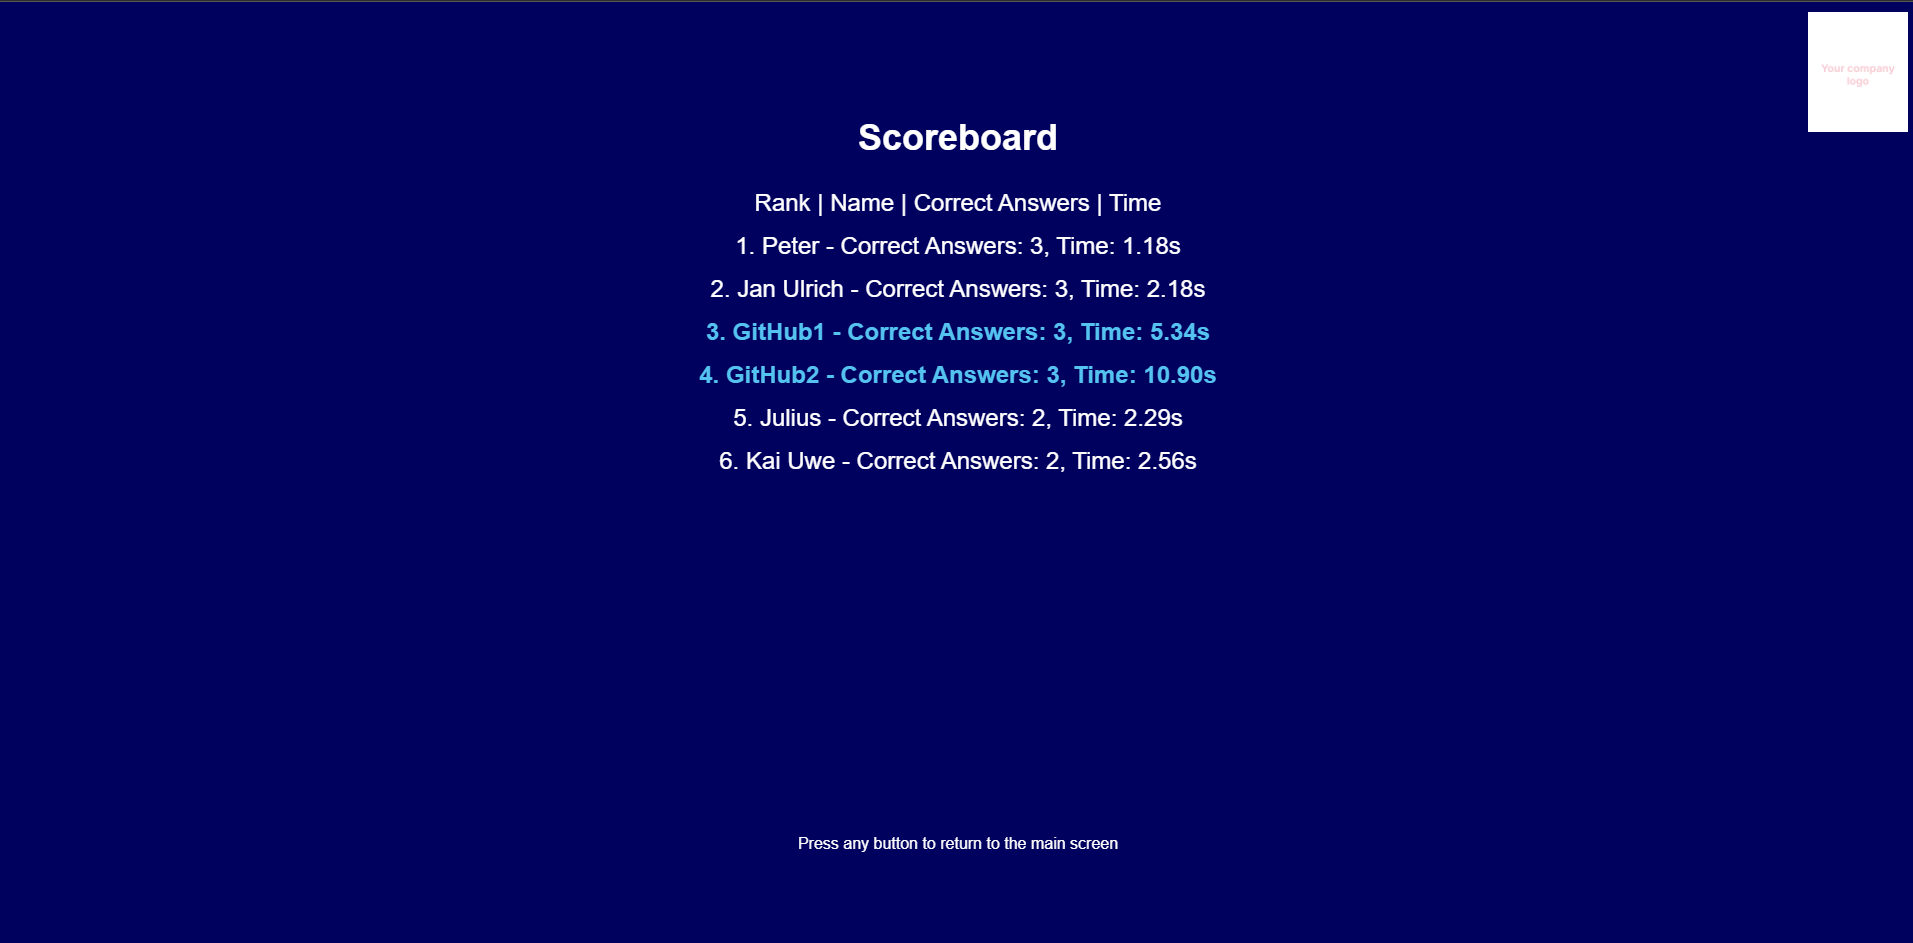 Your company
logo
Scoreboard
Rank | Name | Correct Answers | Time
1. Peter - Correct Answers: 3, Time: 1.18s
2. Jan Ulrich - Correct Answers: 3, Time: 2.18s
3. GitHub1 - Correct Answers: 3, Time: 5.34s
4. GitHub2 - Correct Answers: 3, Time: 10.90s
5. Julius - Correct Answers: 2, Time: 2.29s
6. Kai Uwe - Correct Answers: 2, Time: 2.56s
Press any button to return to the main screen